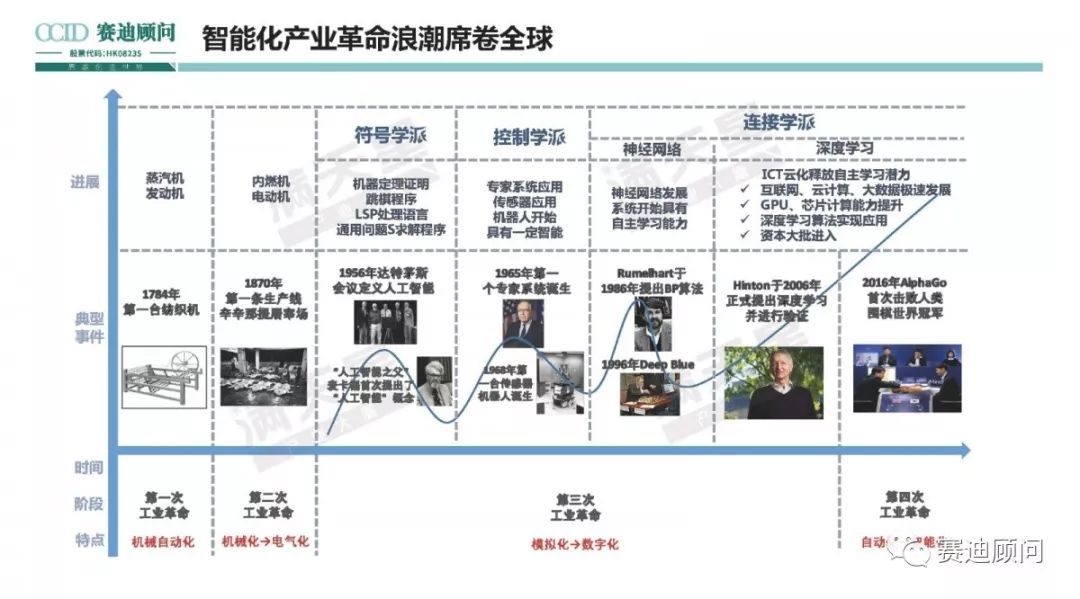 CCID 赛迪顾问
股票代码:HK08235
思 赢 创 造 世 界
智能化产业革命浪潮席卷全球
进展
蒸汽机
发动机
内燃机
电动机
符号学派
机器定理证明
跳棋程序
LSP处理语言
通用问题S求解程序
控制学派
专家系统应用
传感器应用
机器人开始
具有一定智能
连接学派
神经网络
神经网络发展
系统开始具有
自主学习能力
深度学习
ICT云化释放自主学习潜力
✓ 互联网、云计算、大数据极速发展
✓ GPU、芯片计算能力提升
✓ 深度学习算法实现应用
✓ 资本大批进入
典型
事件
1784年
第一台纺织机
1870年
第一条生产线
辛辛那提屠宰场
1956年达特茅斯
会议定义人工智能
“人工智能之父”
麦卡锡首次提出了
“人工智能”概念
1965年第一
个专家系统诞生
1968年第一
一台传感器
机器人诞生
Rumelhart于
1986年提出BP算法
1996年Deep Blue
Hinton于2006年
正式提出深度学习
并进行验证
2016年AlphaGo
首次击败人类
围棋世界冠军
时间
阶段
第一次
工业革命
第二次
工业革命
第三次
工业革命
第四次
工业革命
特点
机械自动化
机械化→电气化
模拟化→数字化
赛迪顾问
满天星